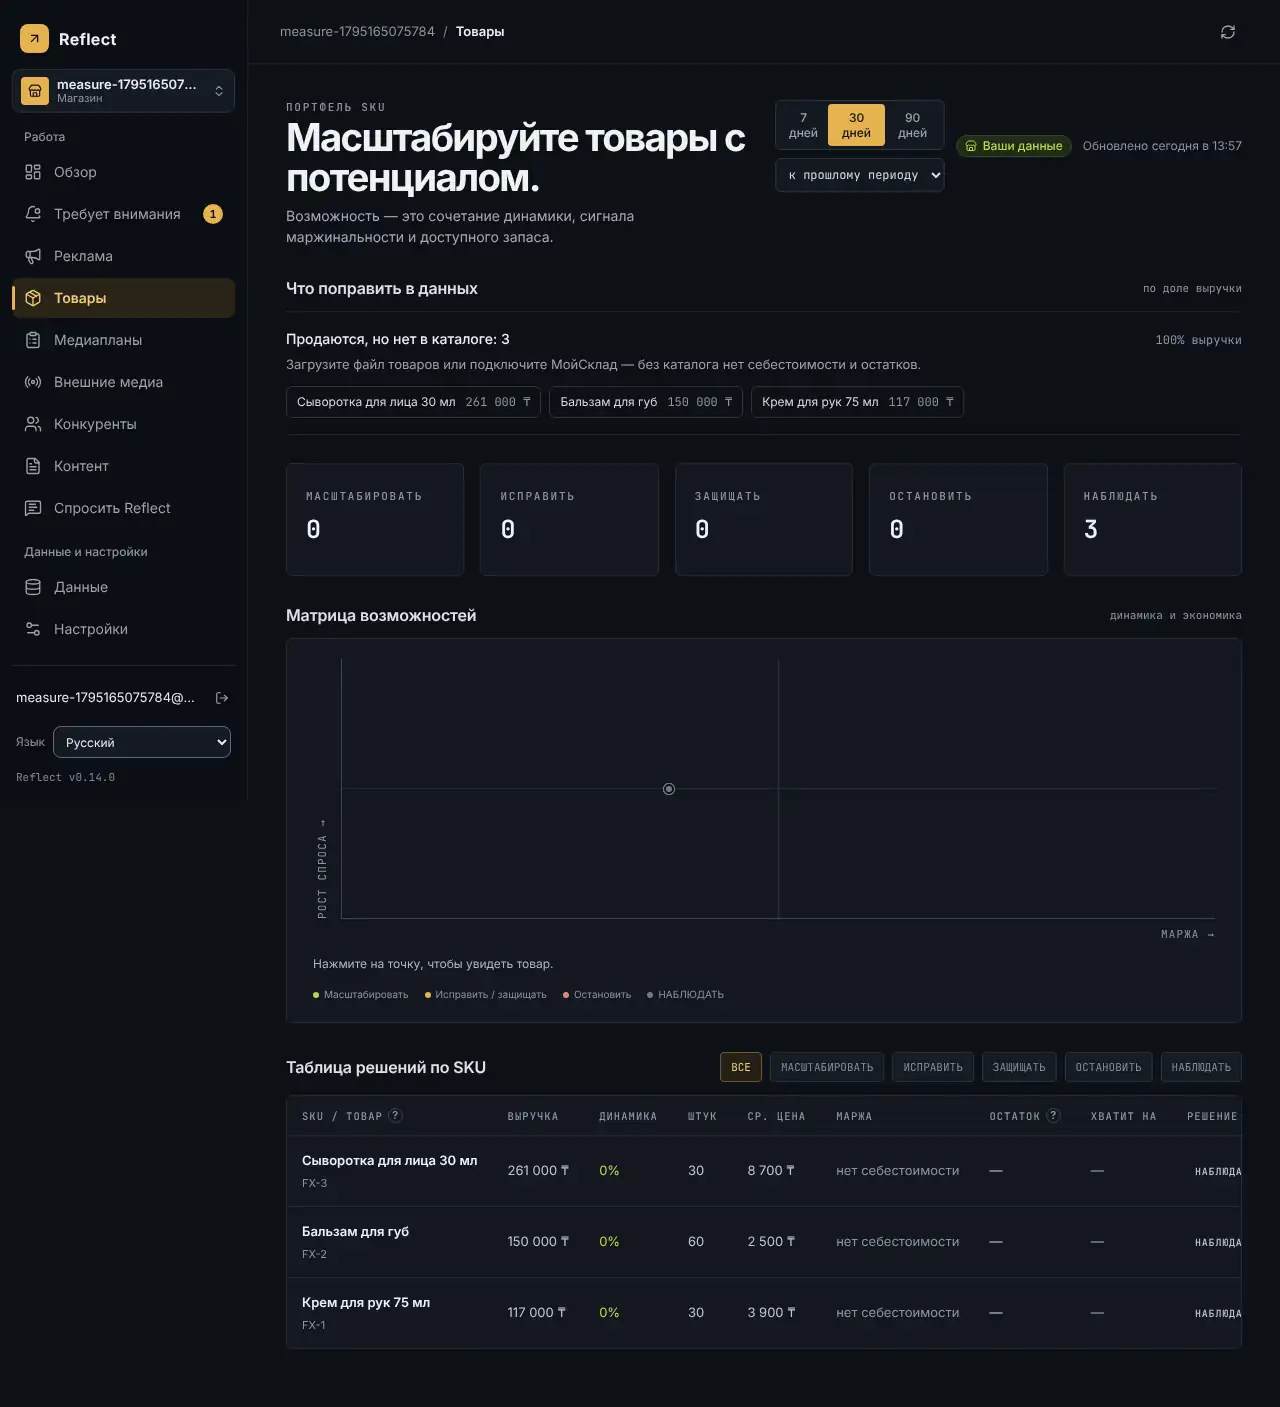 Reflect
measure-179516507...
Магазин
Работа
Обзор
Требует внимания 1
Реклама
Товары
Медиапланы
Внешние медиа
Конкуренты
Контент
Спросить Reflect
Данные и настройки
Данные
Настройки
measure-1795165075784@...
Язык Русский
Reflect v0.14.0
measure-1795165075784 / Товары
ПОРТФЕЛЬ SKU
Масштабируйте товары с
потенциалом.
Возможность — это сочетание динамики, сигнала
маржинальности и доступного запаса.
7 дней 30 дней 90 дней
к прошлому периоду
Ваши данные Обновлено сегодня в 13:57
Что поправить в данных по доле выручки
Продаются, но нет в каталоге: 3 100% выручки
Загрузите файл товаров или подключите МойСклад — без каталога нет себестоимости и остатков.
Сыворотка для лица 30 мл 261 000 ₸ Бальзам для губ 150 000 ₸ Крем для рук 75 мл 117 000 ₸
МАСШТАБИРОВАТЬ ИСПРАВИТЬ ЗАЩИЩАТЬ ОСТАНОВИТЬ НАБЛЮДАТЬ
0 0 0 0 3
Матрица возможностей динамика и экономика
РОСТ СПРОСА →
МАРЖА →
Нажмите на точку, чтобы увидеть товар.
Масштабировать Исправить / защищать Остановить НАБЛЮДАТЬ
Таблица решений по SKU ВСЕ МАСШТАБИРОВАТЬ ИСПРАВИТЬ ЗАЩИЩАТЬ ОСТАНОВИТЬ НАБЛЮДАТЬ
SKU / ТОВАР ? ВЫРУЧКА ДИНАМИКА ШТУК СР. ЦЕНА МАРЖА ОСТАТОК ? ХВАТИТ НА РЕШЕНИЕ
Сыворотка для лица 30 мл 261 000 ₸ 0% 30 8 700 ₸ нет себестоимости — — НАБЛЮДА
FX-3
Бальзам для губ 150 000 ₸ 0% 60 2 500 ₸ нет себестоимости — — НАБЛЮДА
FX-2
Крем для рук 75 мл 117 000 ₸ 0% 30 3 900 ₸ нет себестоимости — — НАБЛЮДА
FX-1